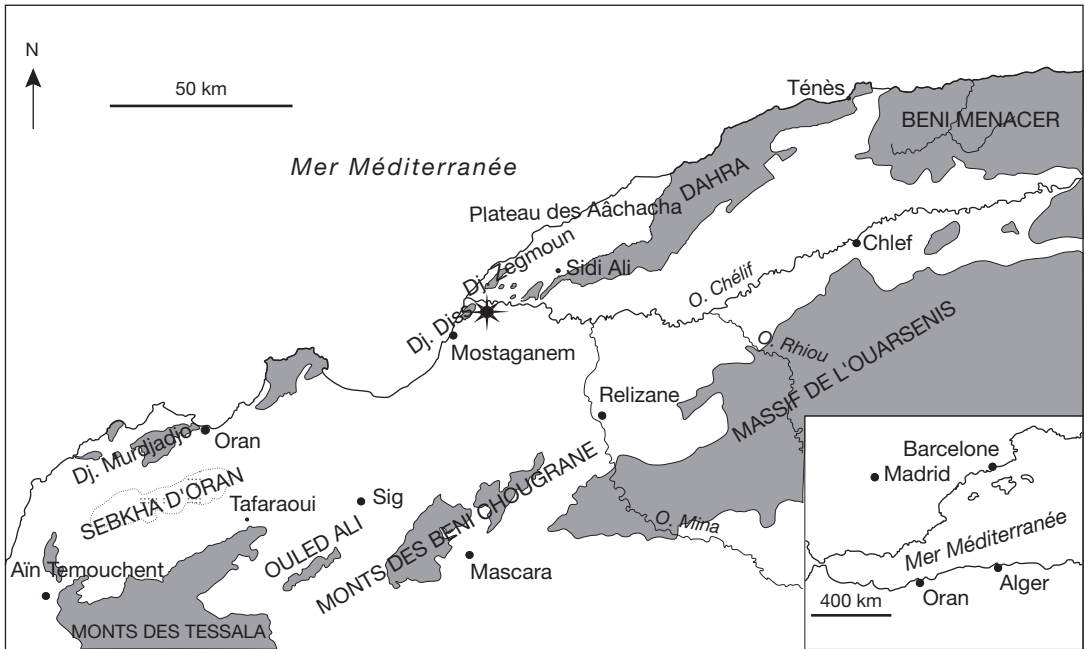 N
50 km
Mer Méditerranée
Ténès
BENI MENACER
DAHRA
Plateau des Aâchacha
Dj. Zegmoun
Sidi Ali
Chlef
O. Chélif
Dj. Diss
Mostaganem
O. Rhiou
MASSIF DE L'OUARSENIS
Relizane
Dj. Murdjadjo
Oran
SEBKHA D'ORAN
Tafaraoui
Sig
OULED ALI
MONTS DES BENI CHOUGRANE
O. Mina
Mascara
Aïn Temouchent
MONTS DES TESSALA
Barcelone
Madrid
Mer Méditerranée
400 km
Oran
Alger